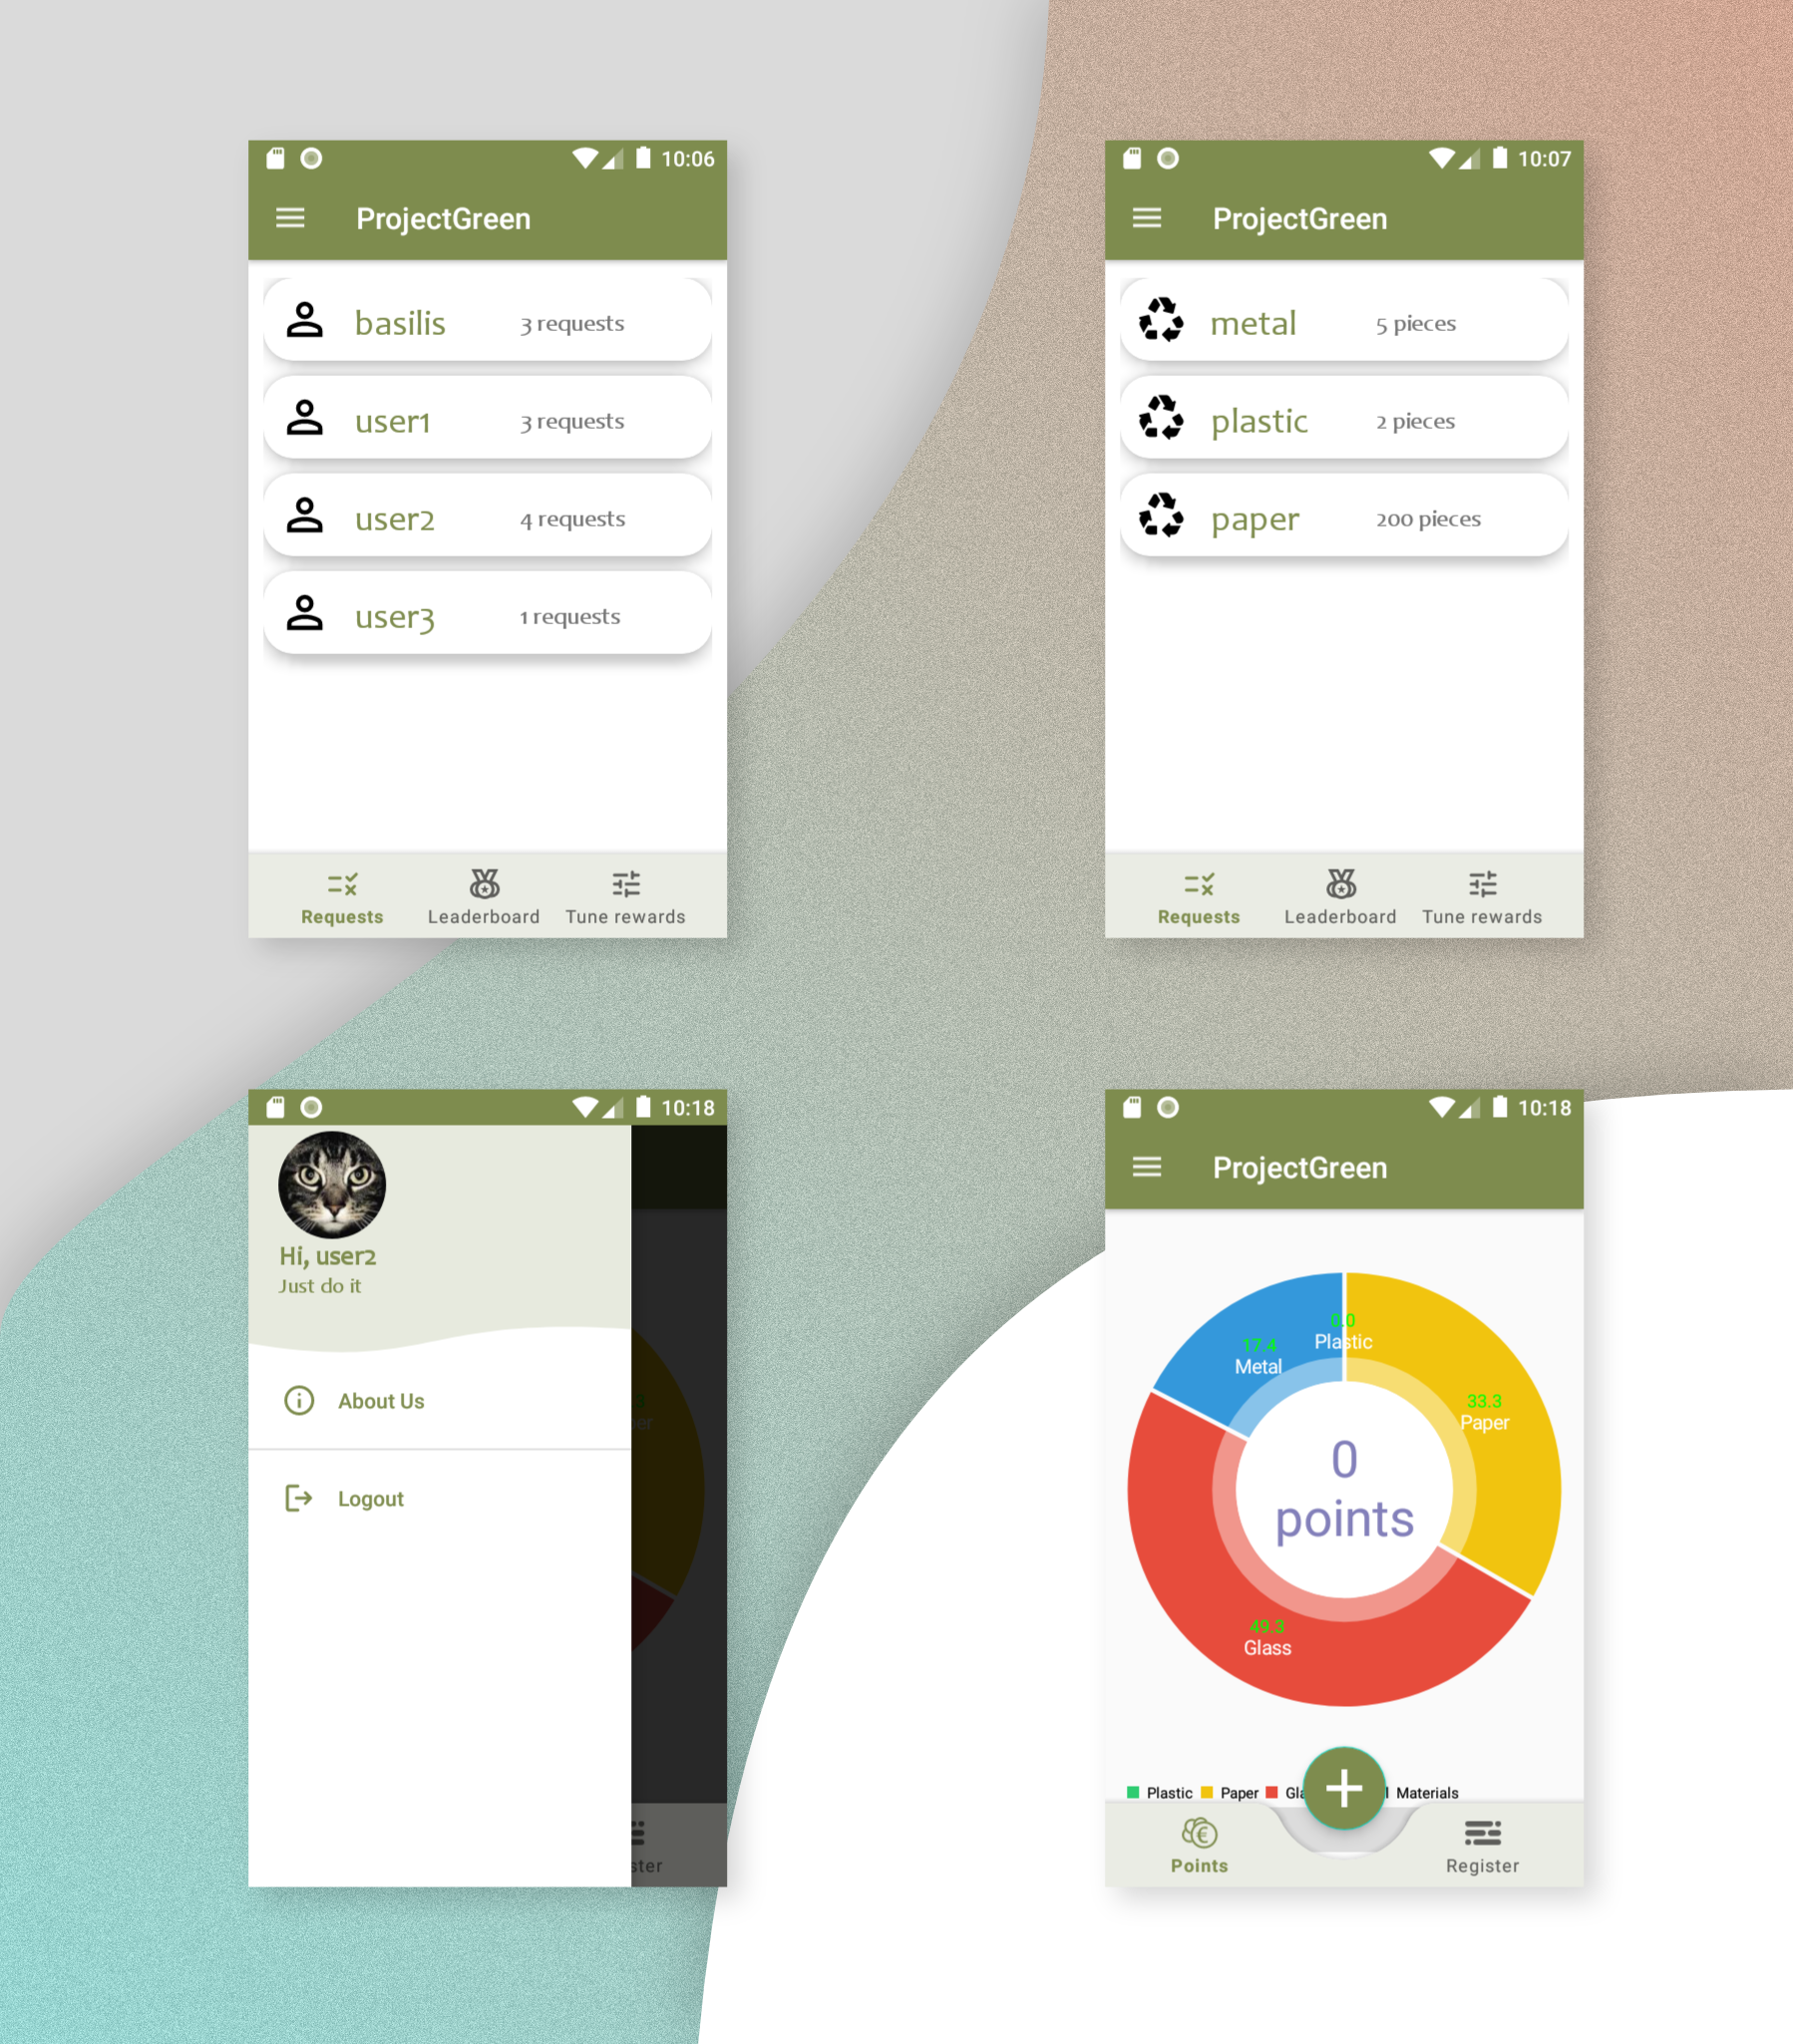 10:06
ProjectGreen
basilis 3 requests
user1 3 requests
user2 4 requests
user3 1 requests
Requests Leaderboard Tune rewards
10:07
ProjectGreen
metal 5 pieces
plastic 2 pieces
paper 200 pieces
Requests Leaderboard Tune rewards
10:18
Hi, user2
Just do it
About Us
Logout
10:18
ProjectGreen
0.0
Plastic
17.4
Metal
33.3
Paper
0
points
49.3
Glass
Plastic Paper Materials
Points Register